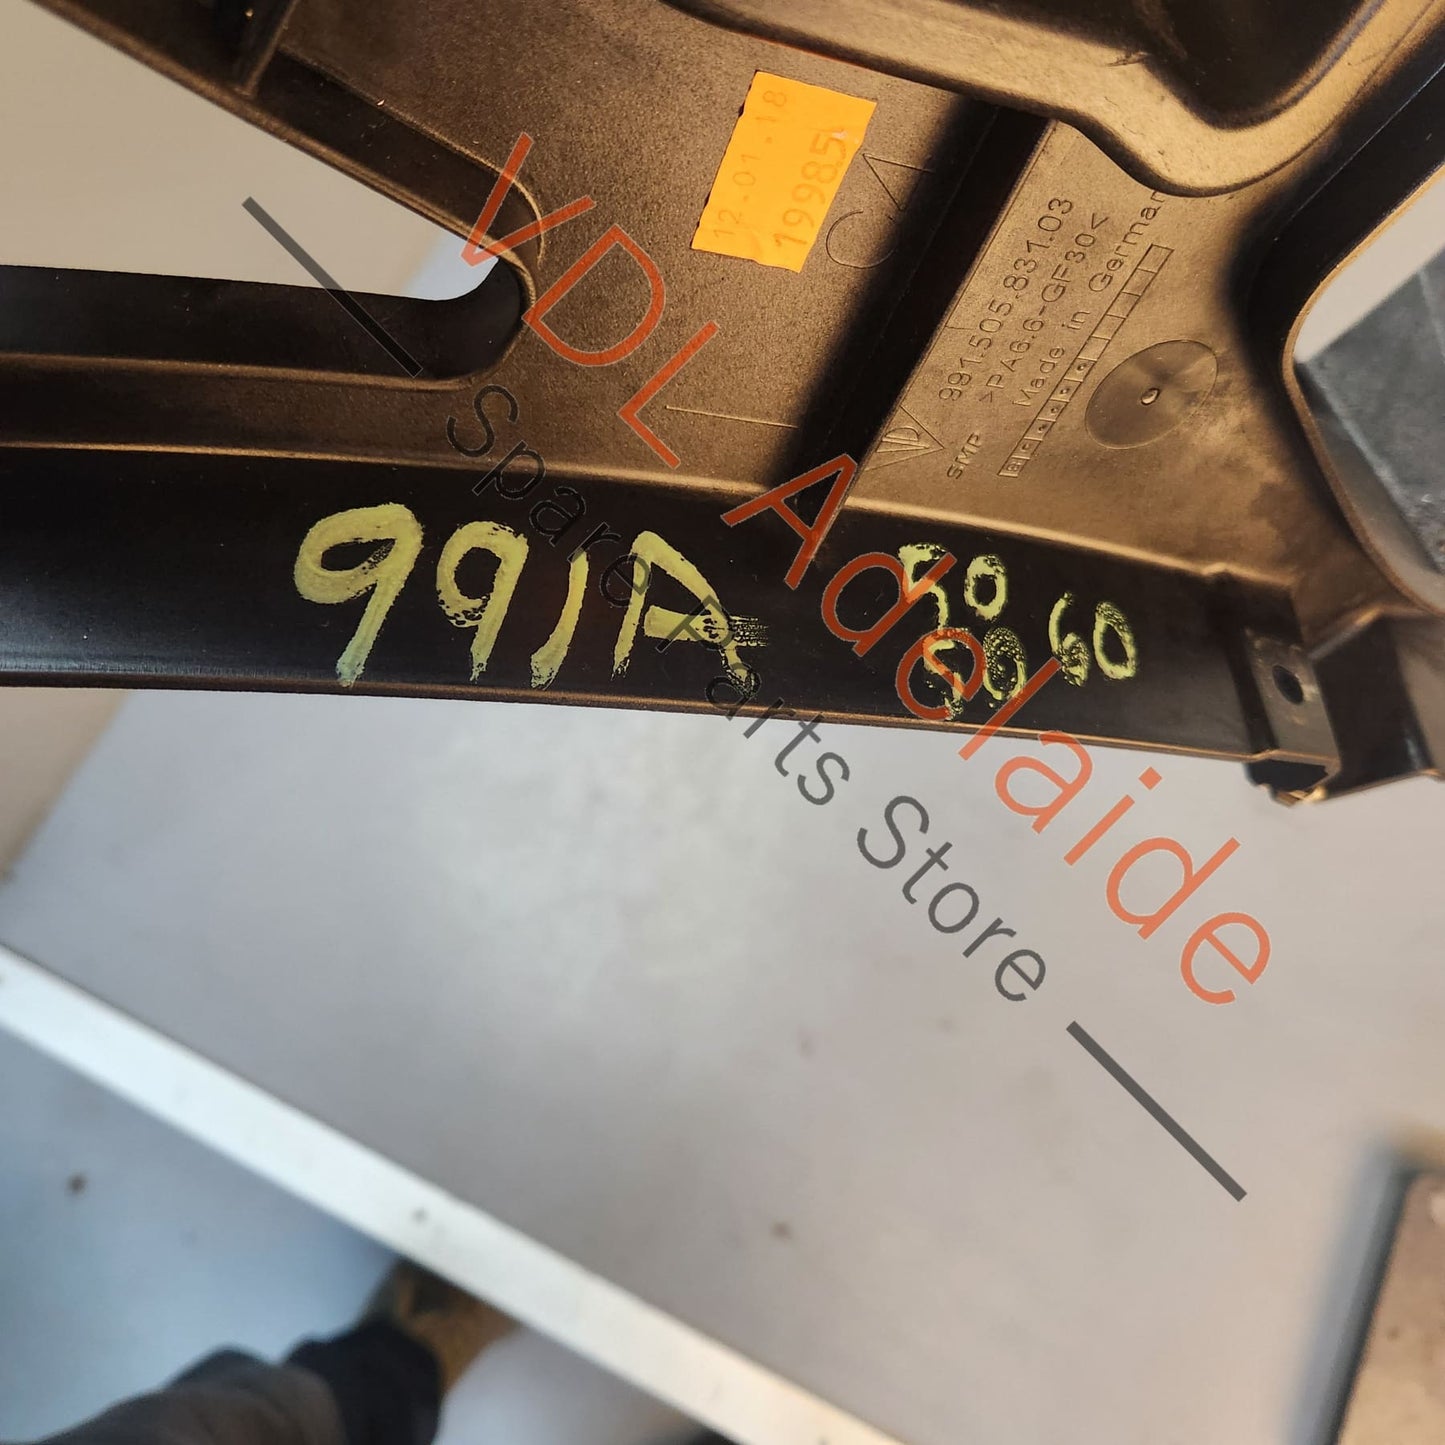 12.01.18
19985
991.505.831.03
>PA6.6-GF30<
Made in German
SMP
991A
50
60
VDL Adelaide
Spare Parts Store